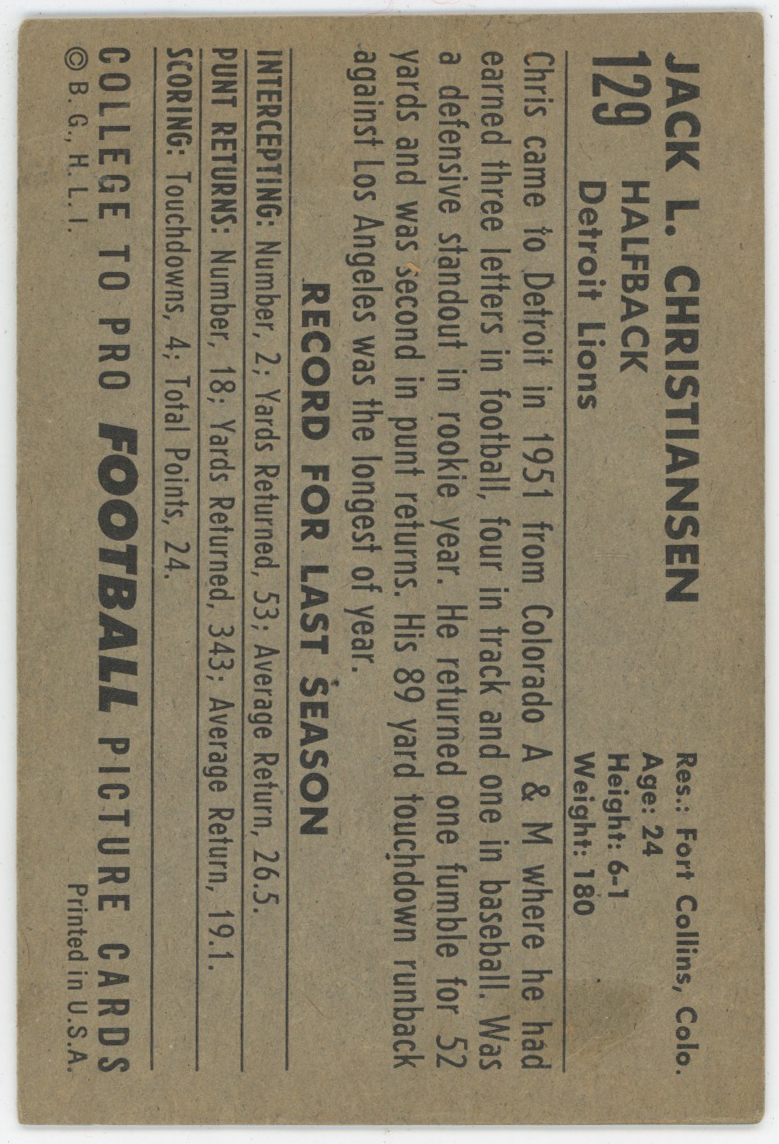 JACK L. CHRISTIANSEN
129
HALFBACK
Detroit Lions
Res.: Fort Collins, Colo.
Age: 24
Height: 6-1
Weight: 180
Chris came to Detroit in 1951 from Colorado A & M where he had
earned three letters in football, four in track and one in baseball. Was
a defensive standout in rookie year. He returned one fumble for 52
yards and was second in punt returns. His 89 yard touchdown runback
against Los Angeles was the longest of year.
RECORD FOR LAST SEASON
INTERCEPTING: Number, 2; Yards Returned, 53; Average Return, 26.5.
PUNT RETURNS: Number, 18; Yards Returned, 343; Average Return, 19.1.
SCORING: Touchdowns, 4; Total Points, 24.
COLLEGE TO PRO FOOTBALL PICTURE CARDS
© B. G., H. L. I.
Printed in U.S.A.